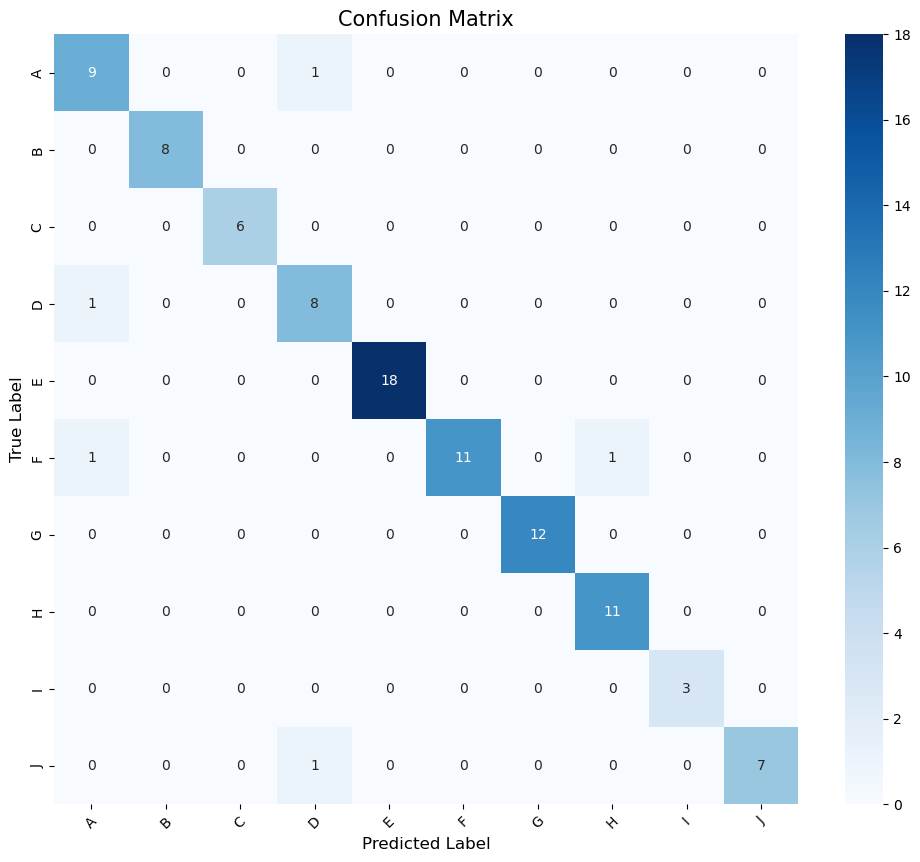 Confusion Matrix
A 9 0 0 1 0 0 0 0 0 0
B 0 8 0 0 0 0 0 0 0 0
C 0 0 6 0 0 0 0 0 0 0
D 1 0 0 8 0 0 0 0 0 0
E 0 0 0 0 18 0 0 0 0 0
F 1 0 0 0 0 11 0 1 0 0
G 0 0 0 0 0 0 12 0 0 0
H 0 0 0 0 0 0 0 11 0 0
I 0 0 0 0 0 0 0 0 3 0
J 0 0 0 1 0 0 0 0 0 7
A B C D E F G H I J
True Label
Predicted Label
18
16
14
12
10
8
6
4
2
0